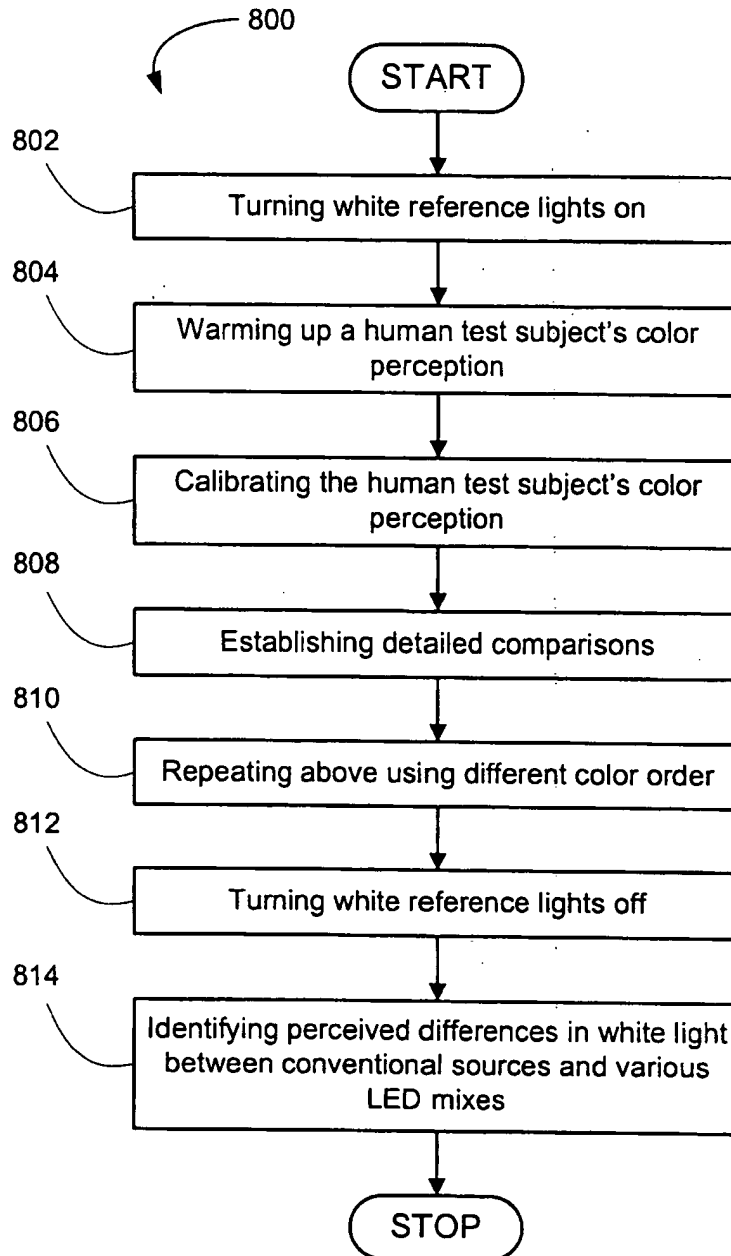 800
START
802
Turning white reference lights on
804
Warming up a human test subject's color
perception
806
Calibrating the human test subject's color
perception
808
Establishing detailed comparisons
810
Repeating above using different color order
812
Turning white reference lights off
814
Identifying perceived differences in white light
between conventional sources and various
LED mixes
STOP